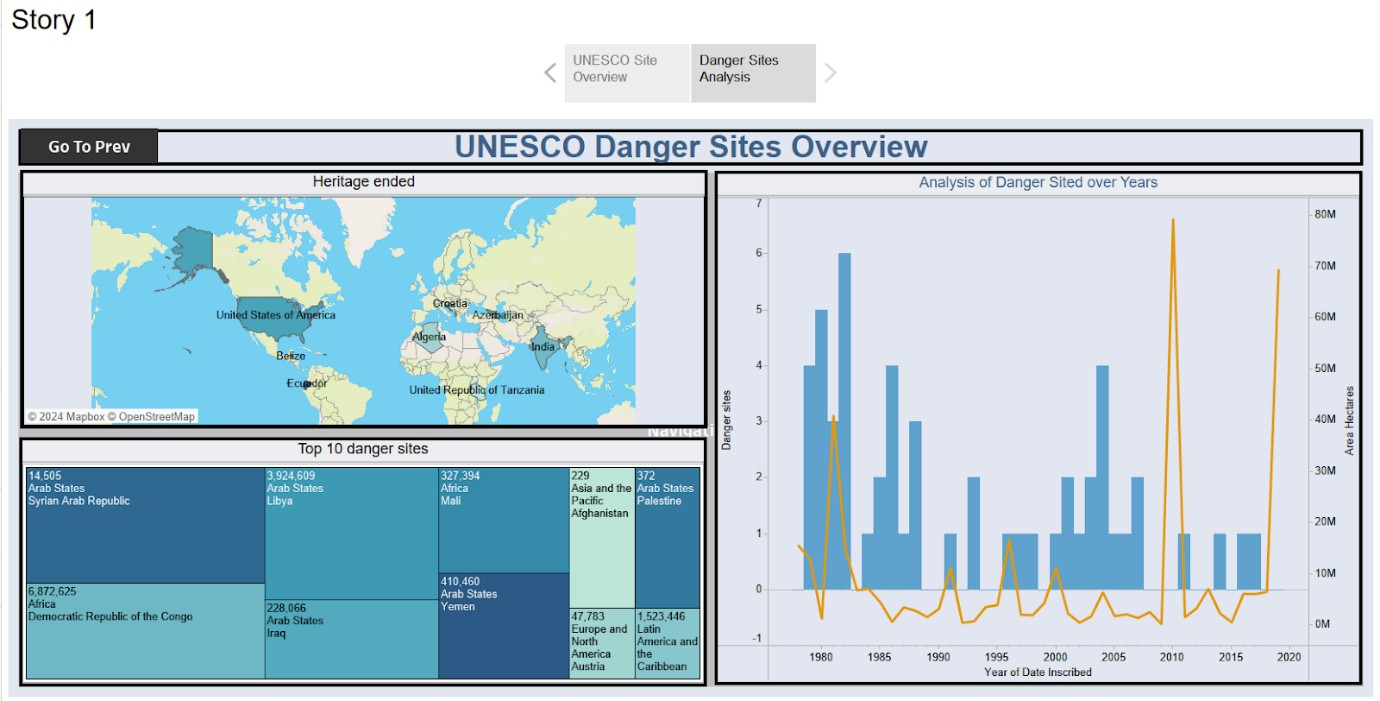 Story 1
UNESCO Site
Overview
Danger Sites
Analysis
Go To Prev
UNESCO Danger Sites Overview
Heritage ended
United States of America
Belize
Ecuador
Croatia
Azerbaijan
Algeria
India
United Republic of Tanzania
© 2024 Mapbox © OpenStreetMap
Top 10 danger sites
14,505
Arab States
Syrian Arab Republic
6,872,625
Africa
Democratic Republic of the Congo
3,924,609
Arab States
Libya
228,066
Arab States
Iraq
327,394
Africa
Mali
410,460
Arab States
Yemen
229
Asia and the
Pacific
Afghanistan
47,783
Europe and
North
America
Austria
372
Arab States
Palestine
1,523,446
Latin
America and
the
Caribbean
Analysis of Danger Sited over Years
7
6
5
4
3
2
1
0
-1
Danger sites
80M
70M
60M
50M
40M
30M
20M
10M
0M
Area Hectares
1980
1985
1990
1995
2000
2005
2010
2015
2020
Year of Date Inscribed